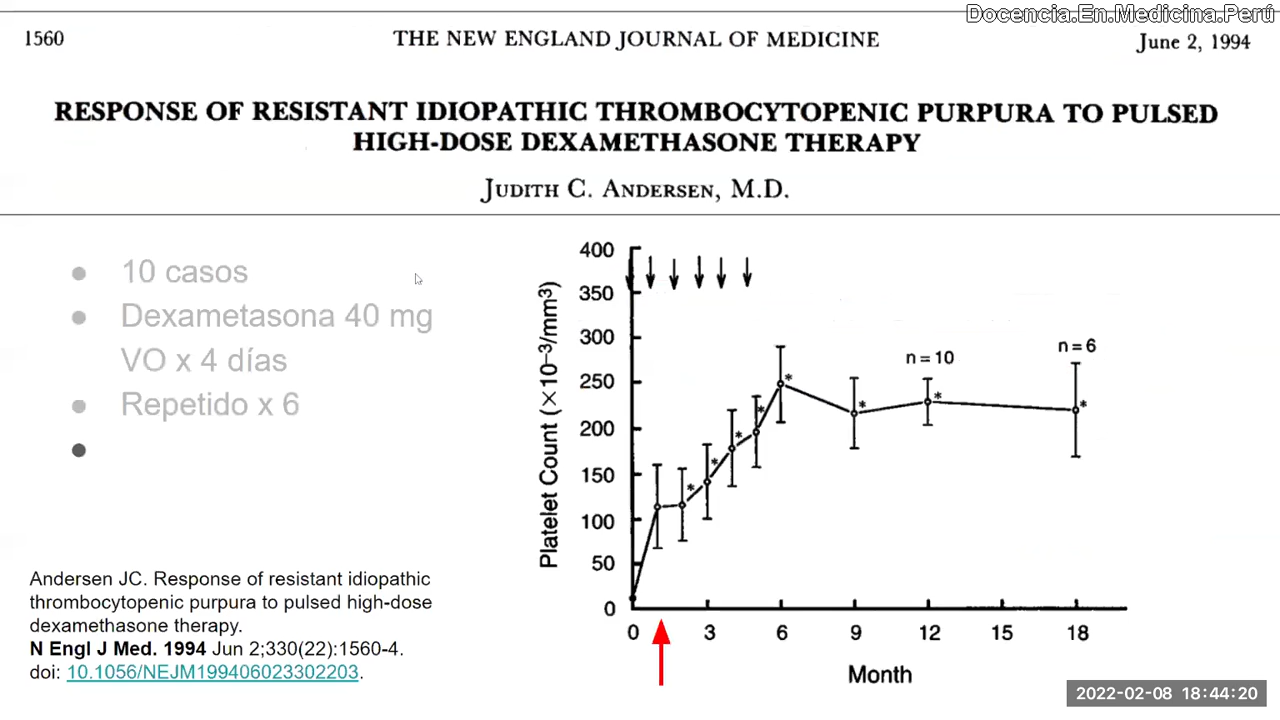 Docencia.En.Medicina.Perú
1560
THE NEW ENGLAND JOURNAL OF MEDICINE
June 2, 1994
RESPONSE OF RESISTANT IDIOPATHIC THROMBOCYTOPENIC PURPURA TO PULSED
HIGH-DOSE DEXAMETHASONE THERAPY
JUDITH C. ANDERSEN, M.D.
● 10 casos
● Dexametasona 40 mg
VO x 4 días
● Repetido x 6
●
Andersen JC. Response of resistant idiopathic
thrombocytopenic purpura to pulsed high-dose
dexamethasone therapy.
N Engl J Med. 1994 Jun 2;330(22):1560-4.
doi: 10.1056/NEJM199406023302203.
Platelet Count (×10⁻³/mm³)
400
350
300
250
200
150
100
50
0
n=10
n=6
* * * * * * * *
0 3 6 9 12 15 18
Month
2022-02-08 18:44:20